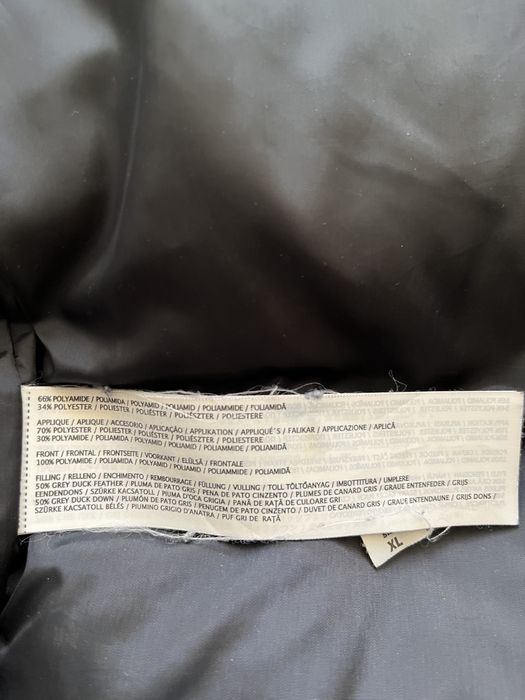 66% POLYAMIDE / POLIAMIDA / POLYAMID / POLIAMID / POLIAMMIDE / POLIAMIDĂ
34% POLYESTER / POLIESTER / POLIÉSTER / POLIÉSZTER / POLIESTERE
APPLIQUE / APLIQUE / ACCESORIO / APLICAÇÃO / APPLIKATION / APPLIQUÉ´S / FALIKAR / APPLICAZIONE / APLICĂ
70% POLYESTER / POLIESTER / POLIÉSTER / POLIÉSZTER / POLIESTERE
30% POLYAMIDE / POLIAMIDA / POLYAMID / POLIAMID / POLIAMMIDE / POLIAMIDĂ
FRONT / FRONTAL / FRONTSEITE / VOORKANT / ELÜLSŐ / FRONTALE
100% POLYAMIDE / POLIAMIDA / POLYAMID / POLIAMID / POLIAMMIDE / POLIAMIDĂ
FILLING / RELLENO / ENCHIMENTO / REMBOURRAGE / FÜLLUNG / VULLING / TOLL TÖLTŐANYAG / IMBOTTITURA / UMPLERE
50% GREY DUCK FEATHER / PLUMA DE PATO GRIS / PENA DE PATO CINZENTO / PLUMES DE CANARD GRIS / GRAUE ENTENFEDER / GRIJS
EENDENDONS / SZÜRKE KACSATOLL / PIUMA D'OCA GRIGIA / PANĂ DE RAȚĂ DE CULOARE GRI
50% GREY DUCK DOWN / PLUMÓN DE PATO GRIS / PENUGEM DE PATO CINZENTO / DUVET DE CANARD GRIS / GRAUE ENTENDAUNE / GRIJS DONS /
SZÜRKE KACSATOLL BÉLÉS / PIUMINO GRIGIO D'ANATRA / PUF GRI DE RAȚĂ
XL